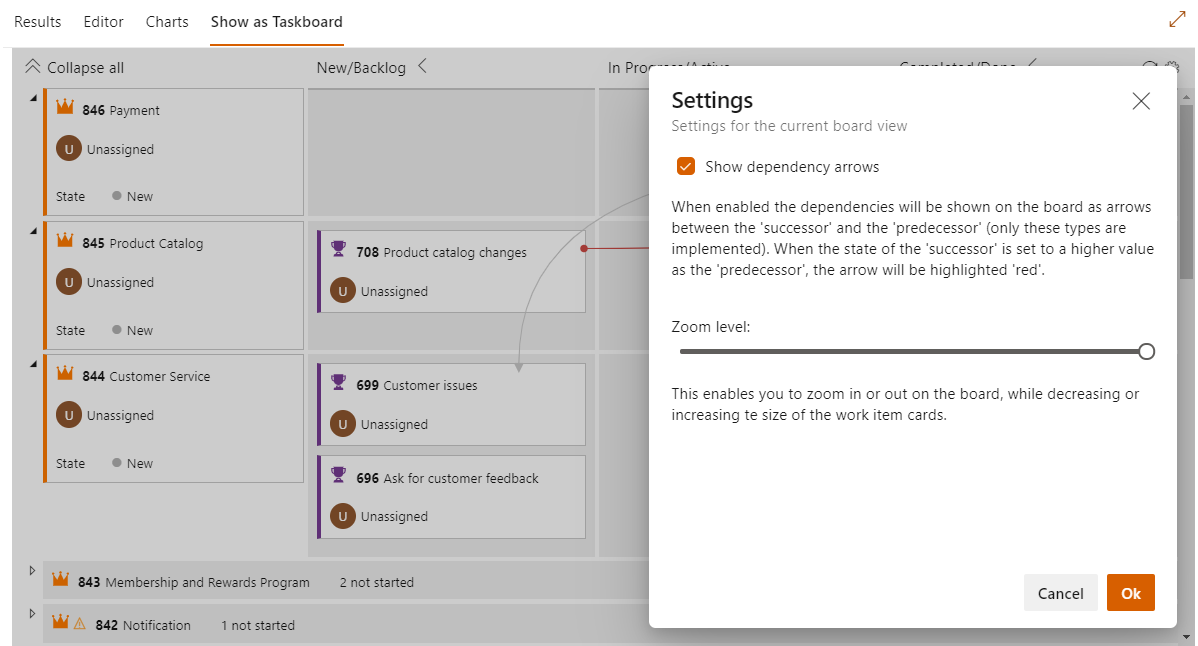 Results Editor Charts Show as Taskboard
Collapse all New/Backlog In Progress/Active Completed/Done
846 Payment
U Unassigned
State New
845 Product Catalog
U Unassigned
State New
708 Product catalog changes
U Unassigned
844 Customer Service
U Unassigned
State New
699 Customer issues
U Unassigned
696 Ask for customer feedback
U Unassigned
843 Membership and Rewards Program 2 not started
842 Notification 1 not started
Settings
Settings for the current board view
Show dependency arrows
When enabled the dependencies will be shown on the board as arrows
between the 'successor' and the 'predecessor' (only these types are
implemented). When the state of the 'successor' is set to a higher value
as the 'predecessor', the arrow will be highlighted 'red'.
Zoom level:
This enables you to zoom in or out on the board, while decreasing or
increasing te size of the work item cards.
Cancel Ok